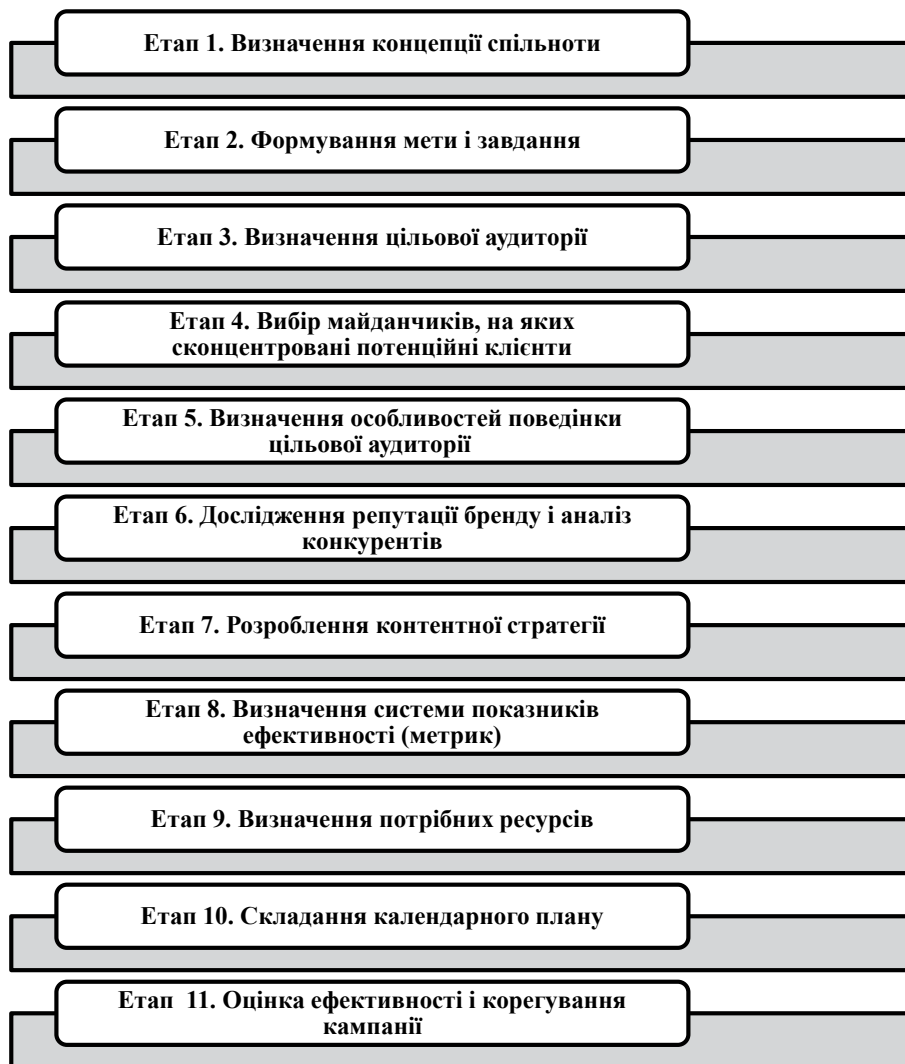 Етап 1. Визначення концепції спільноти
Етап 2. Формування мети і завдання
Етап 3. Визначення цільової аудиторії
Етап 4. Вибір майданчиків, на яких
сконцентровані потенційні клієнти
Етап 5. Визначення особливостей поведінки
цільової аудиторії
Етап 6. Дослідження репутації бренду і аналіз
конкурентів
Етап 7. Розроблення контентної стратегії
Етап 8. Визначення системи показників
ефективності (метрик)
Етап 9. Визначення потрібних ресурсів
Етап 10. Складання календарного плану
Етап 11. Оцінка ефективності і корегування
кампанії